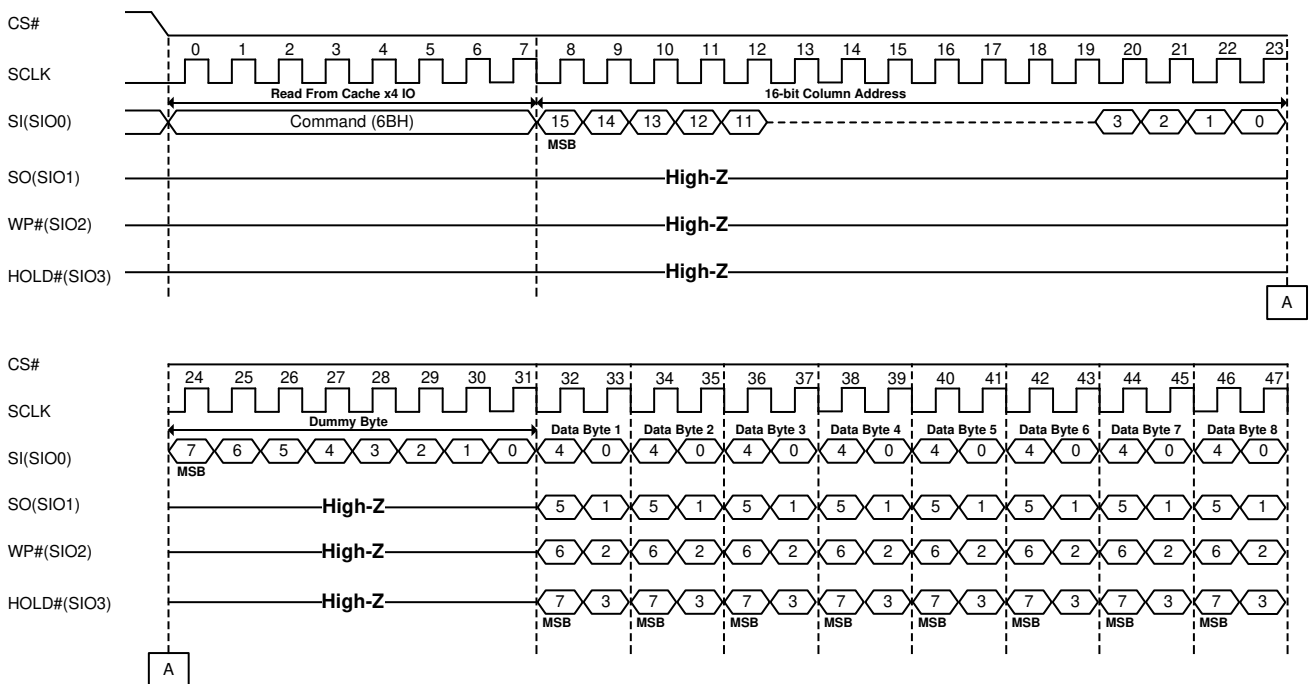 CS#
0 1 2 3 4 5 6 7 8 9 10 11 12 13 14 15 16 17 18 19 20 21 22 23
SCLK
Read From Cache x4 IO 16-bit Column Address
SI(SIO0) Command (6BH) 15 14 13 12 11 3 2 1 0
MSB
SO(SIO1) High-Z
WP#(SIO2) High-Z
HOLD#(SIO3) High-Z
A
CS#
24 25 26 27 28 29 30 31 32 33 34 35 36 37 38 39 40 41 42 43 44 45 46 47
SCLK
Dummy Byte Data Byte 1 Data Byte 2 Data Byte 3 Data Byte 4 Data Byte 5 Data Byte 6 Data Byte 7 Data Byte 8
SI(SIO0) 7 6 5 4 3 2 1 0 4 0 4 0 4 0 4 0 4 0 4 0 4 0 4 0
MSB
SO(SIO1) High-Z 5 1 5 1 5 1 5 1 5 1 5 1 5 1 5 1
WP#(SIO2) High-Z 6 2 6 2 6 2 6 2 6 2 6 2 6 2 6 2
HOLD#(SIO3) High-Z 7 3 7 3 7 3 7 3 7 3 7 3 7 3 7 3
MSB MSB MSB MSB MSB MSB MSB MSB
A